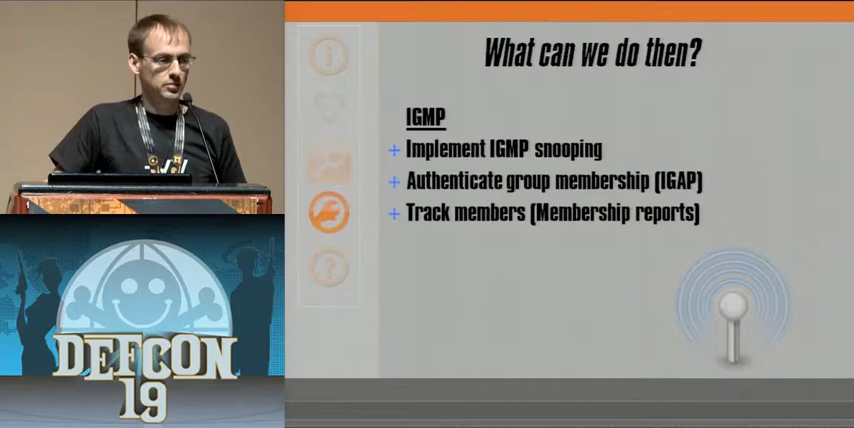 What can we do then?
IGMP
+ Implement IGMP snooping
+ Authenticate group membership (IGAP)
+ Track members (Membership reports)
DEFCON
19